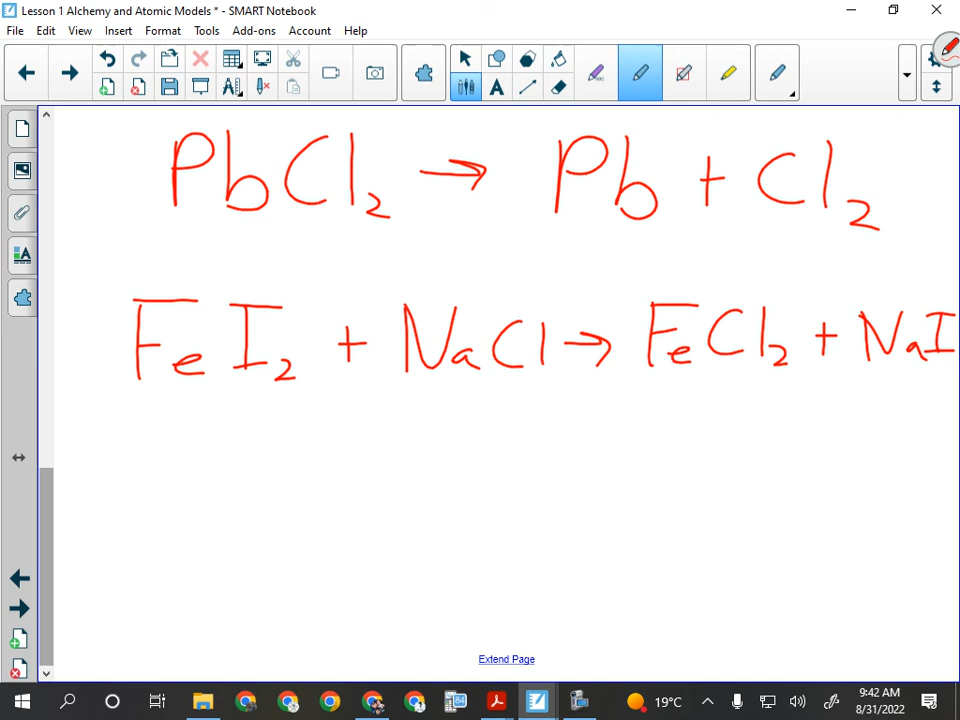 Lesson 1 Alchemy and Atomic Models * - SMART Notebook
File Edit View Insert Format Tools Add-ons Account Help
PbCl₂ → Pb + Cl₂
FeI₂ + NaCl → FeCl₂ + NaI
Extend Page
19°C
9:42 AM
8/31/2022